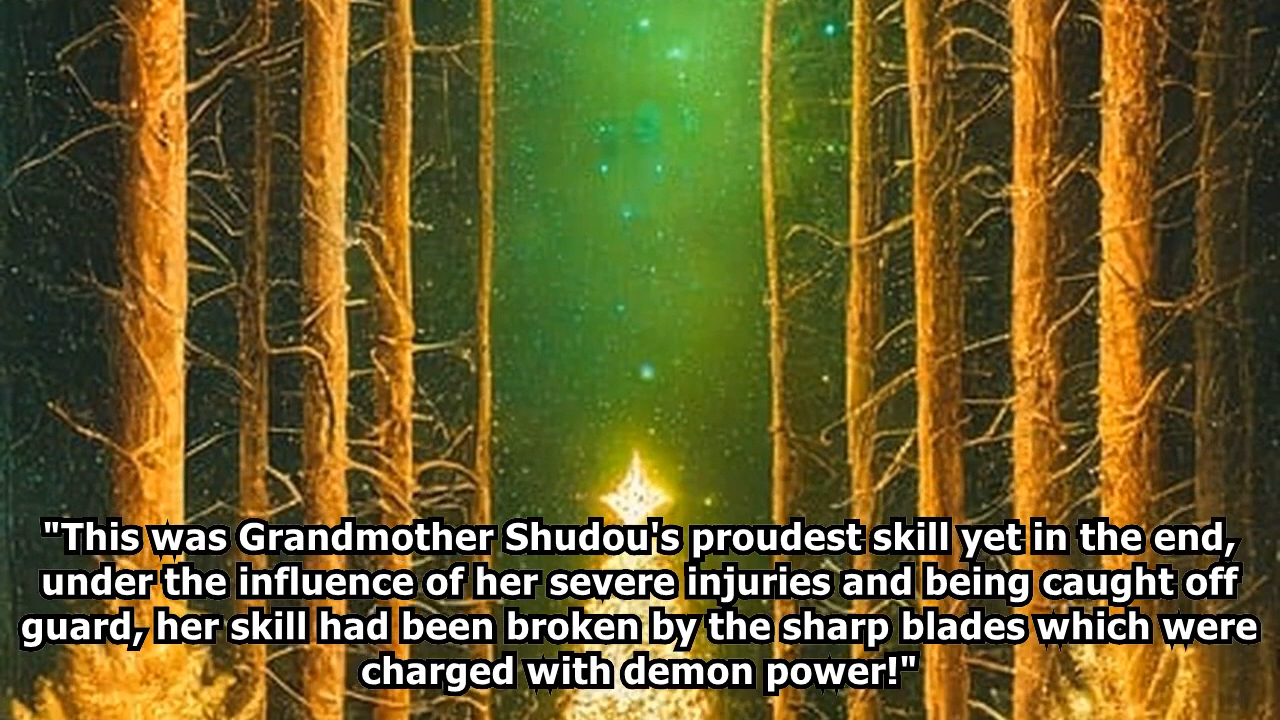 "This was Grandmother Shudou's proudest skill yet in the end,
under the influence of her severe injuries and being caught off
guard, her skill had been broken by the sharp blades which were
charged with demon power!"